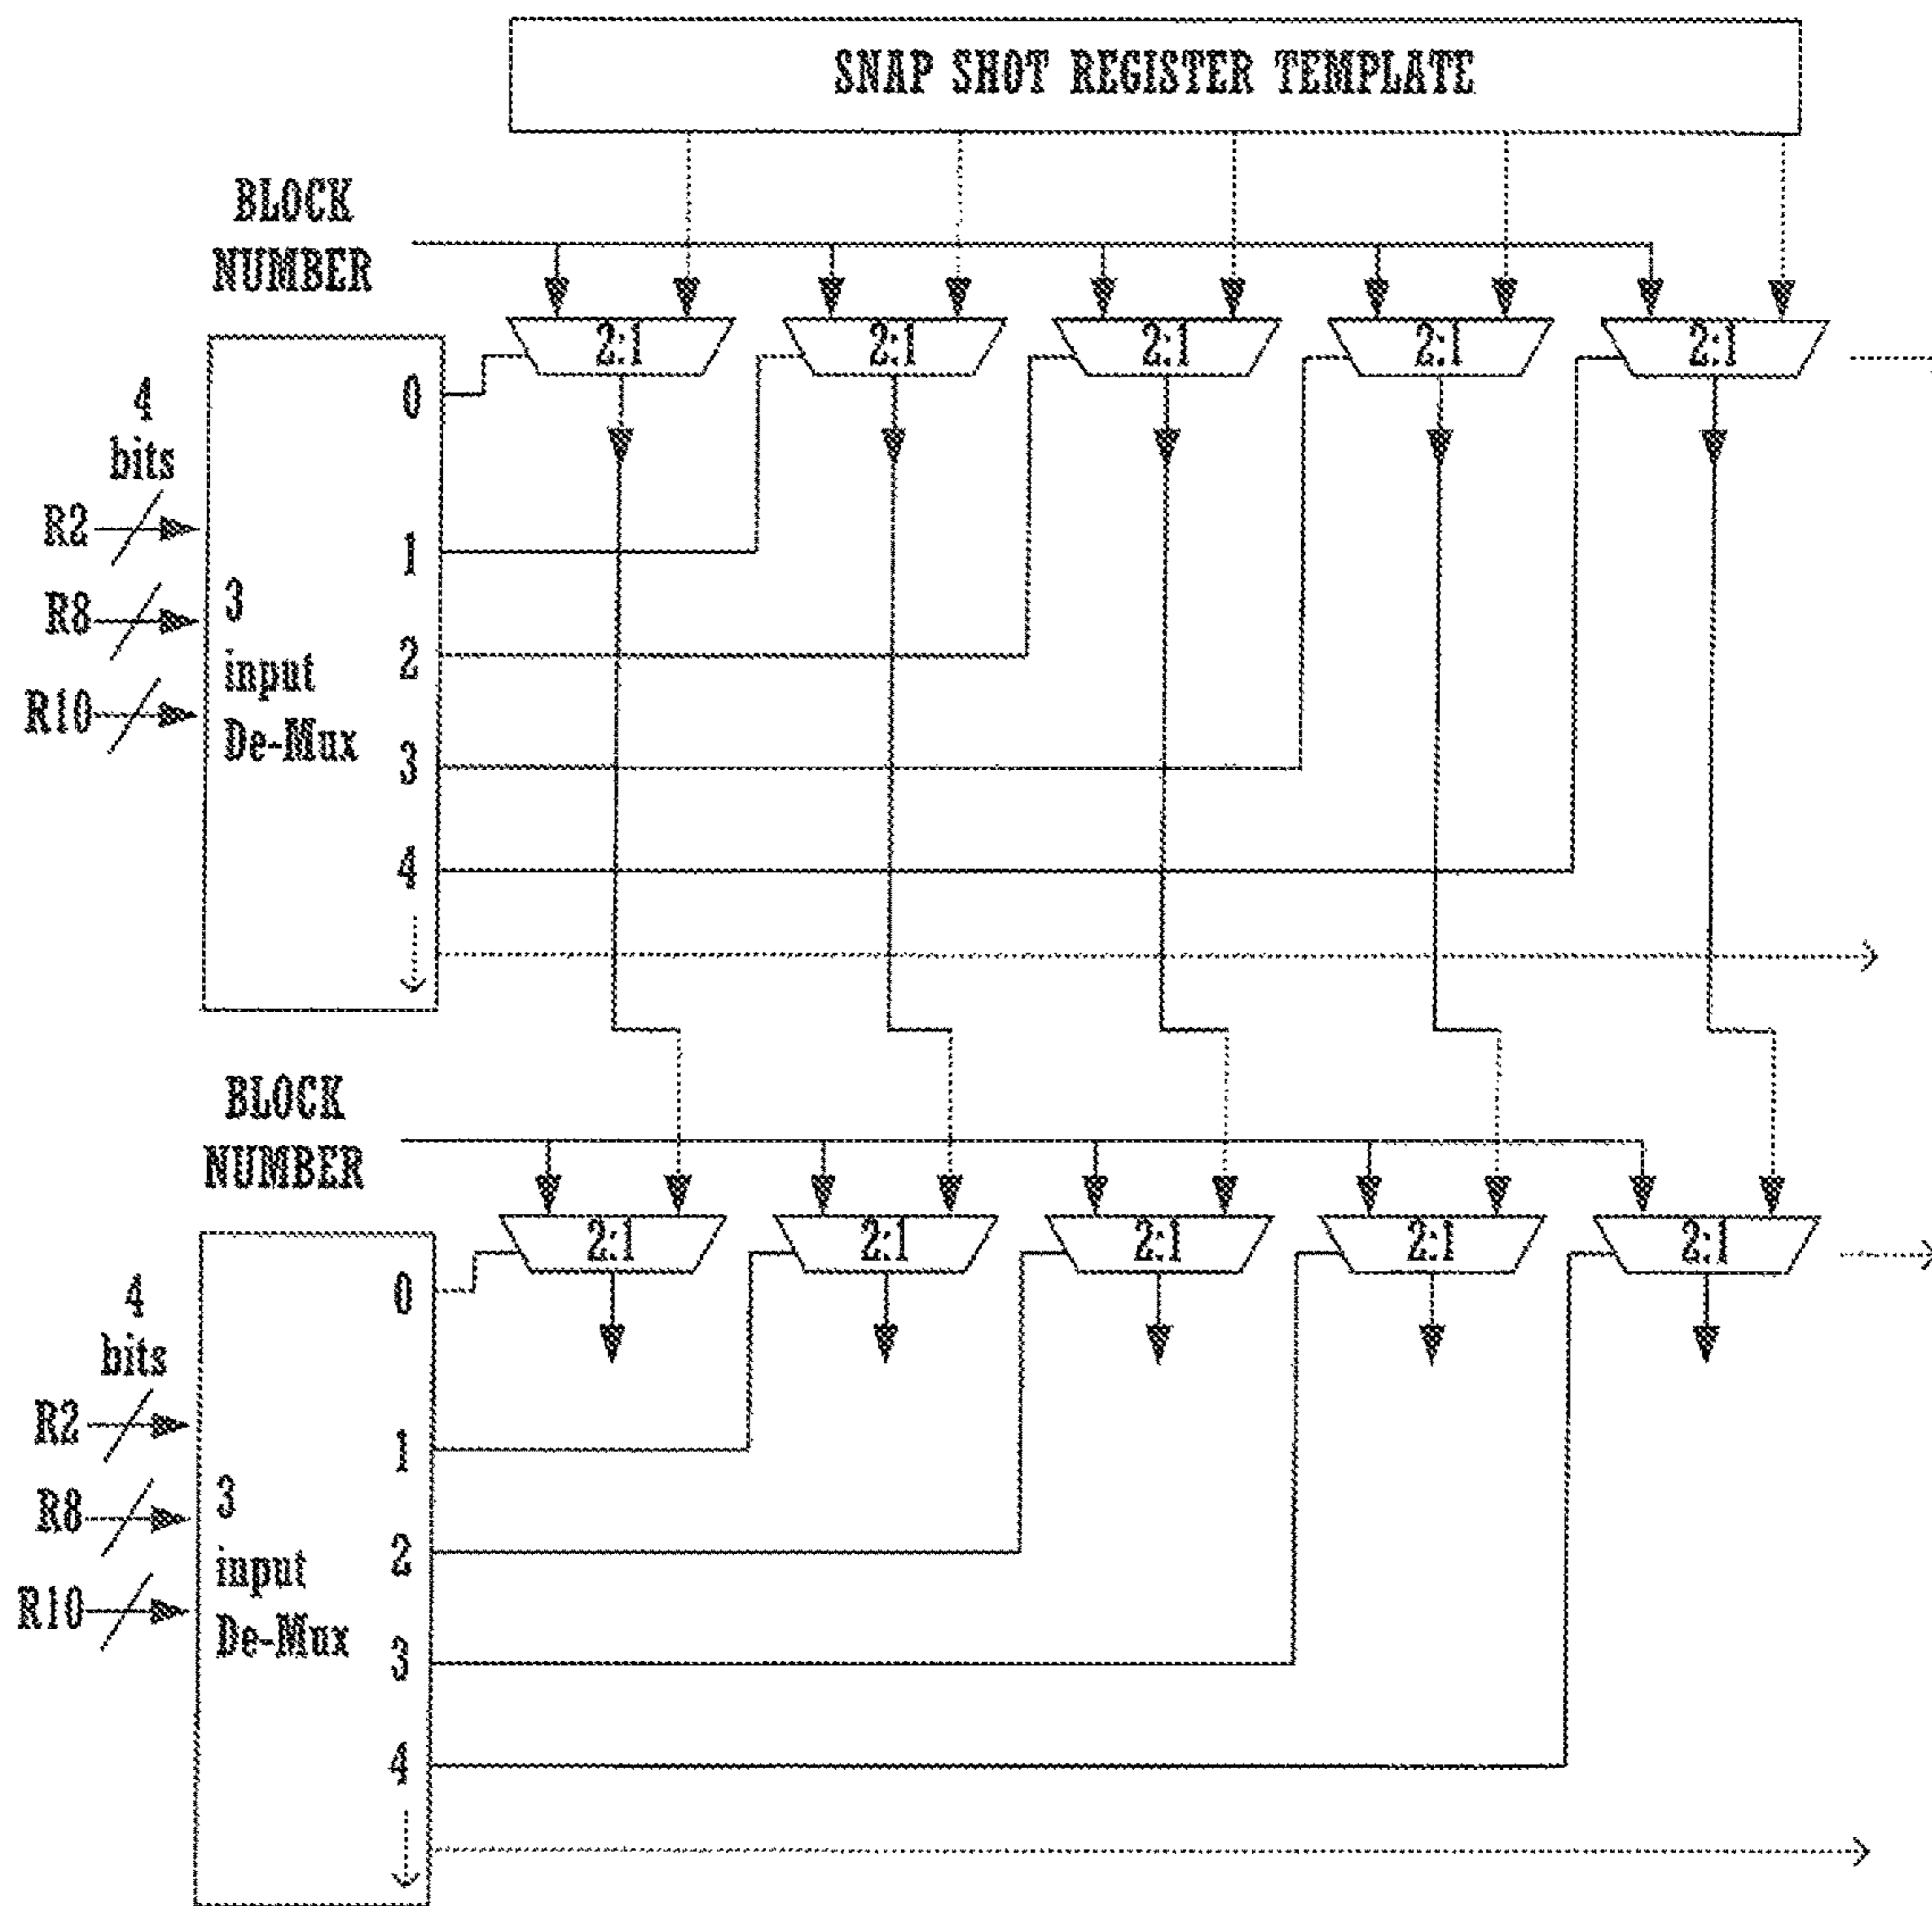 SNAP SHOT REGISTER TEMPLATE
BLOCK
NUMBER
2:1 2:1 2:1 2:1 2:1
0
4
bits
R2
1
3
R8
2
input
R10
De-Mux
3
4
BLOCK
NUMBER
2:1 2:1 2:1 2:1 2:1
0
4
bits
R2
1
3
R8
2
input
R10
De-Mux
3
4